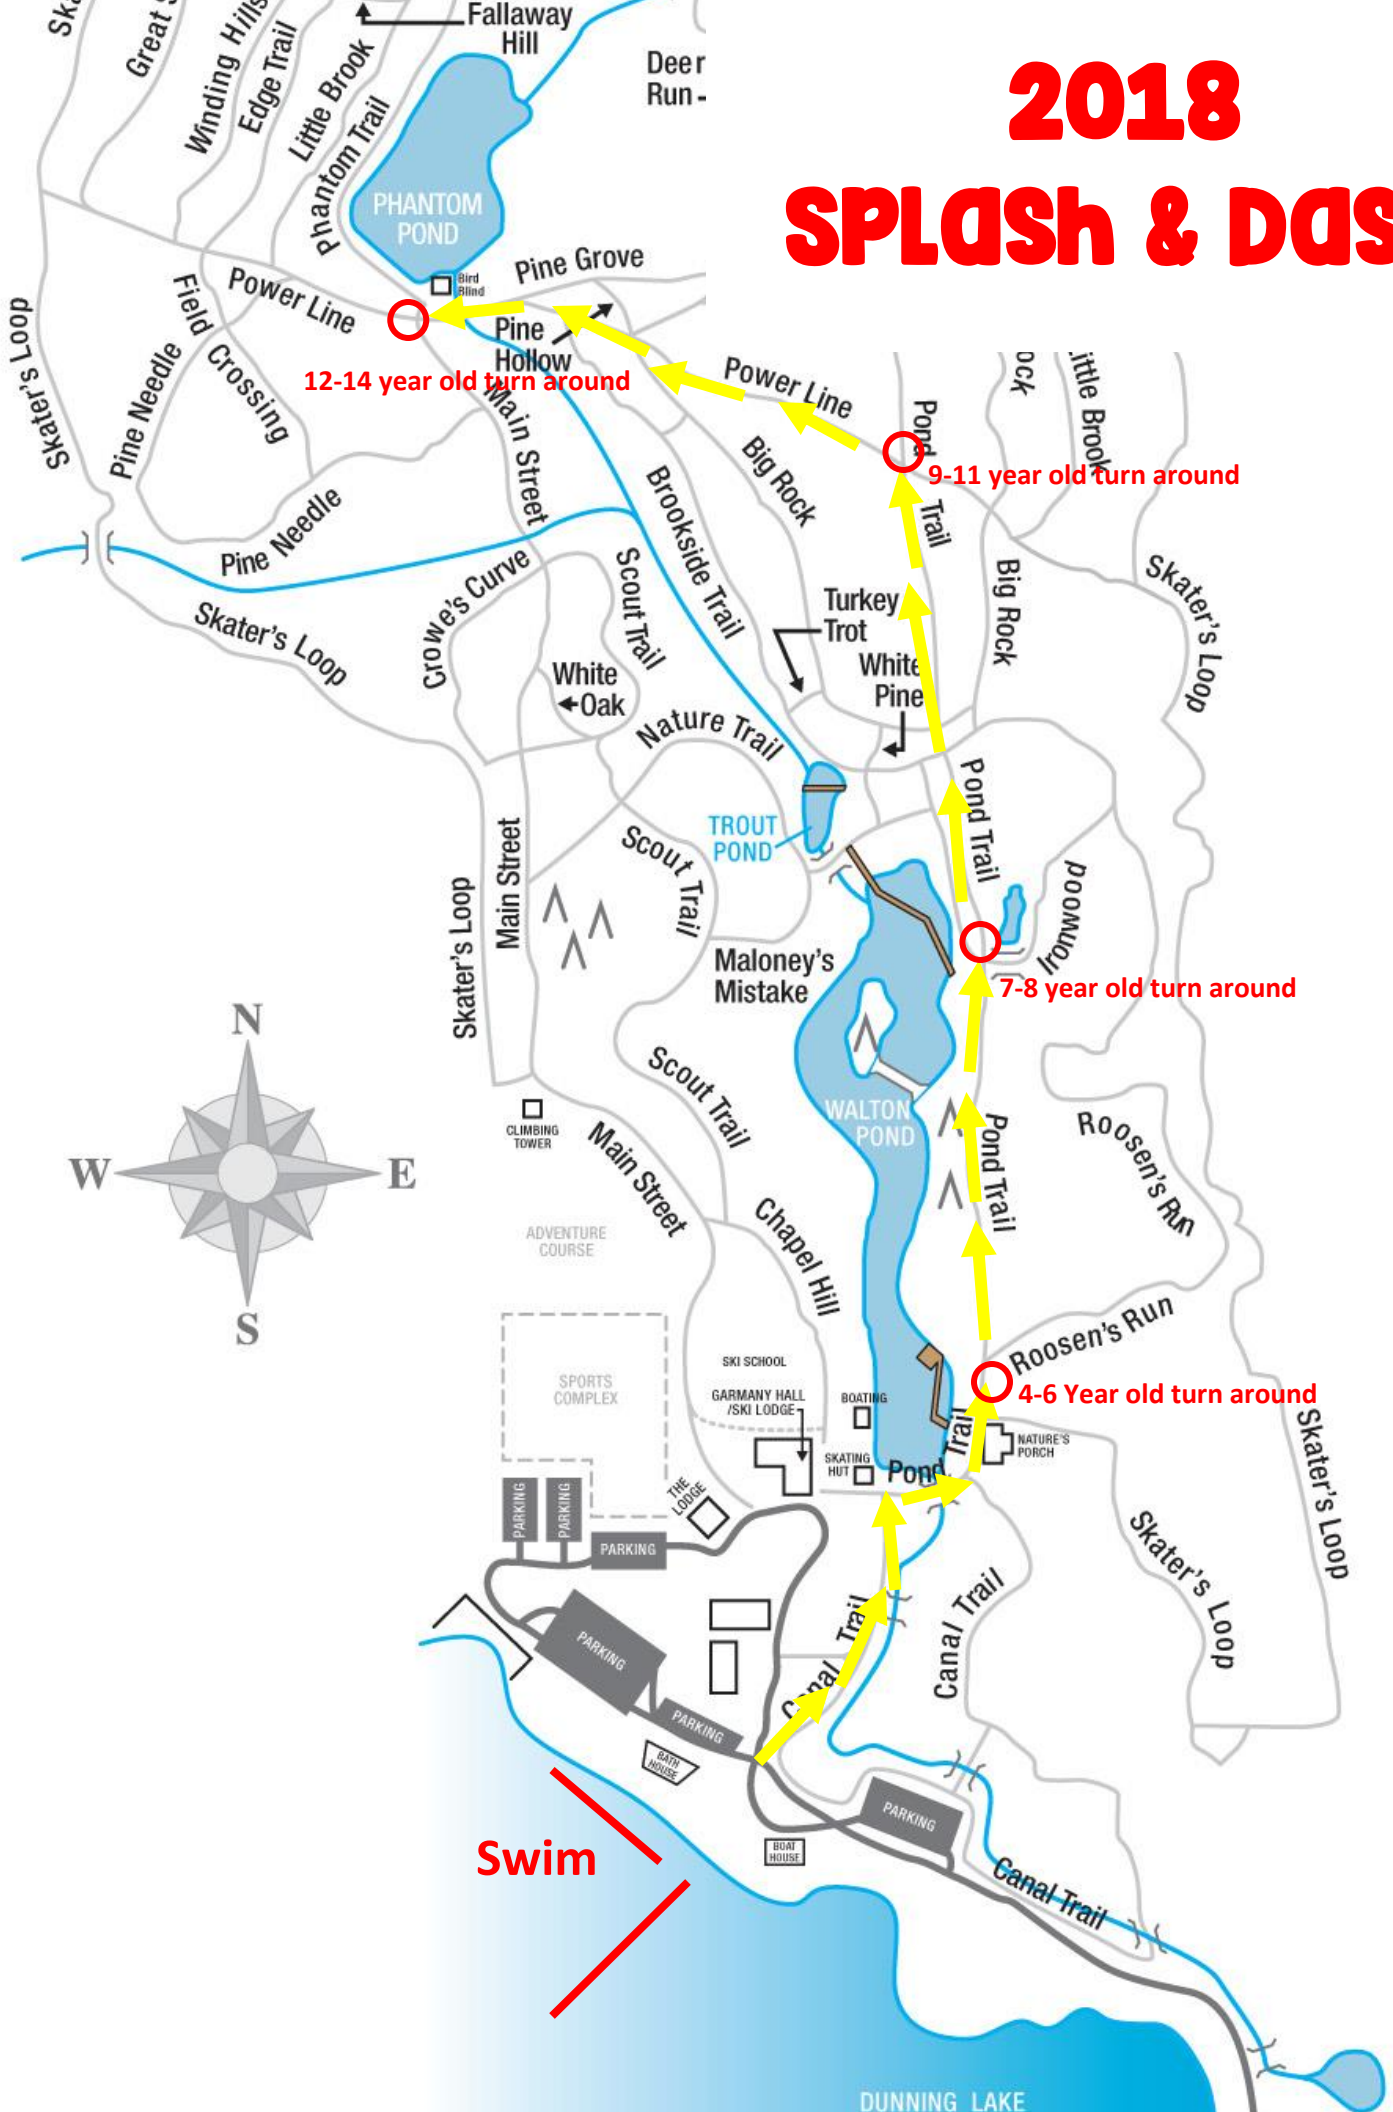 Fallaway
Hill
Deer
Run
2018
SPLASH & DAS
Winding Hills
Edge Trail
Little Brook
Phantom Trail
PHANTOM
POND
Bird
Blind
Pine Grove
Power Line
Field Crossing
Pine
Hollow
12-14 year old turn around
Skater's Loop
Pine Needle
Main Street
Power Line
Pond Trail
Little Brook
9-11 year old turn around
Big Rock
Brookside Trail
Pine Needle
Crowe's Curve
Scout Trail
Big Rock
Skater's Loop
Skater's Loop
Turkey
Trot
White
Pine
White
Oak
Nature Trail
Pond Trail
TROUT
POND
Scout Trail
Main Street
Skater's Loop
Ironwood
Maloney's
Mistake
7-8 year old turn around
N
W
E
S
Scout Trail
CLIMBING
TOWER
Main Street
WALTON
POND
Pond Trail
Roosen's Run
ADVENTURE
COURSE
Chapel Hill
Roosen's Run
SKI SCHOOL
SPORTS
COMPLEX
GARMANY HALL
/SKI LODGE
BOATING
4-6 Year old turn around
Skater's Loop
NATURE'S
PORCH
SKATING
HUT
Pond Trail
THE
LODGE
PARKING
PARKING
PARKING
Skater's Loop
Canal Trail
Canal Trail
PARKING
PARKING
BATH
HOUSE
PARKING
BOAT
HOUSE
Swim
Canal Trail
DUNNING LAKE